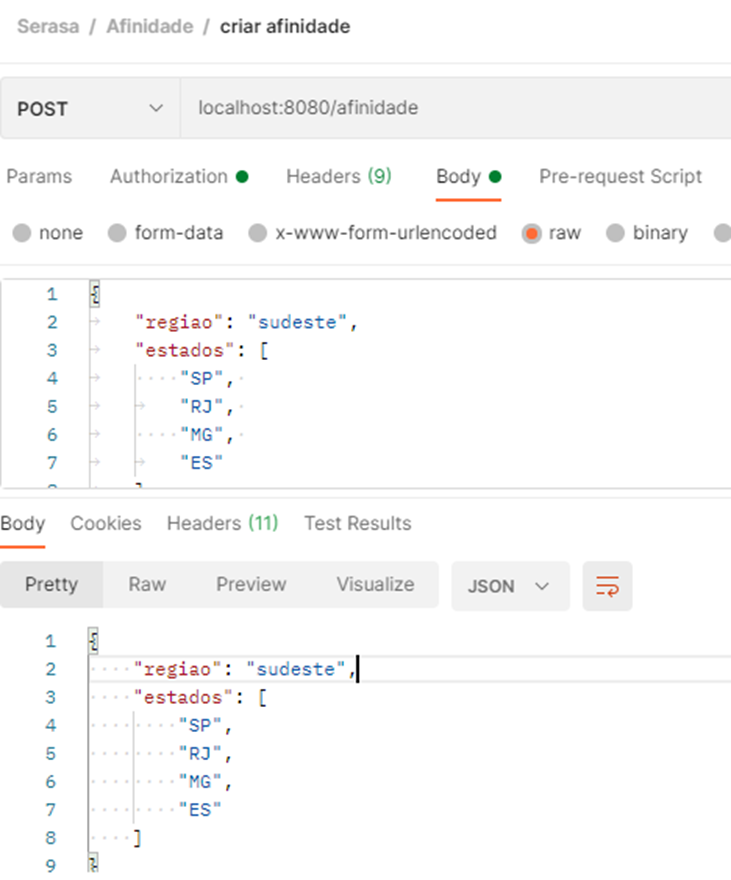 Serasa / Afinidade / criar afinidade
POST localhost:8080/afinidade
Params Authorization Headers (9) Body Pre-request Script
none form-data x-www-form-urlencoded raw binary
1 {
2 "regiao": "sudeste",
3 "estados": [
4 "SP",
5 "RJ",
6 "MG",
7 "ES"
8 ]
Body Cookies Headers (11) Test Results
Pretty Raw Preview Visualize JSON
1 {
2 "regiao": "sudeste",
3 "estados": [
4 "SP",
5 "RJ",
6 "MG",
7 "ES"
8 ]
9 }